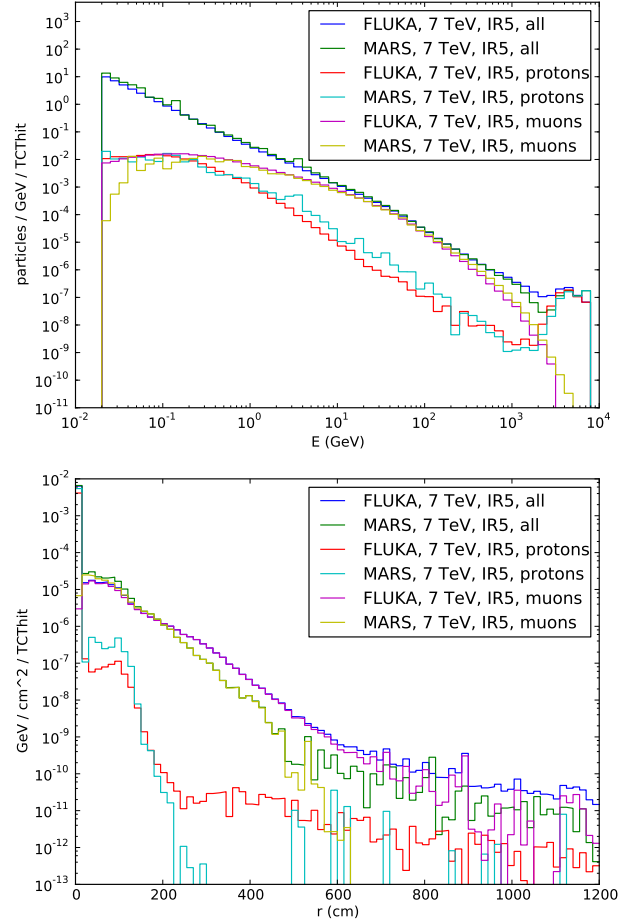 FLUKA, 7 TeV, IR5, all
MARS, 7 TeV, IR5, all
FLUKA, 7 TeV, IR5, protons
MARS, 7 TeV, IR5, protons
FLUKA, 7 TeV, IR5, muons
MARS, 7 TeV, IR5, muons
particles / GeV / TCThit
10^3
10^2
10^1
10^0
10^-1
10^-2
10^-3
10^-4
10^-5
10^-6
10^-7
10^-8
10^-9
10^-10
10^-11
10^-2 10^-1 10^0 10^1 10^2 10^3 10^4
E (GeV)
FLUKA, 7 TeV, IR5, all
MARS, 7 TeV, IR5, all
FLUKA, 7 TeV, IR5, protons
MARS, 7 TeV, IR5, protons
FLUKA, 7 TeV, IR5, muons
MARS, 7 TeV, IR5, muons
GeV / cm^2 / TCThit
10^-2
10^-3
10^-4
10^-5
10^-6
10^-7
10^-8
10^-9
10^-10
10^-11
10^-12
10^-13
0 200 400 600 800 1000 1200
r (cm)